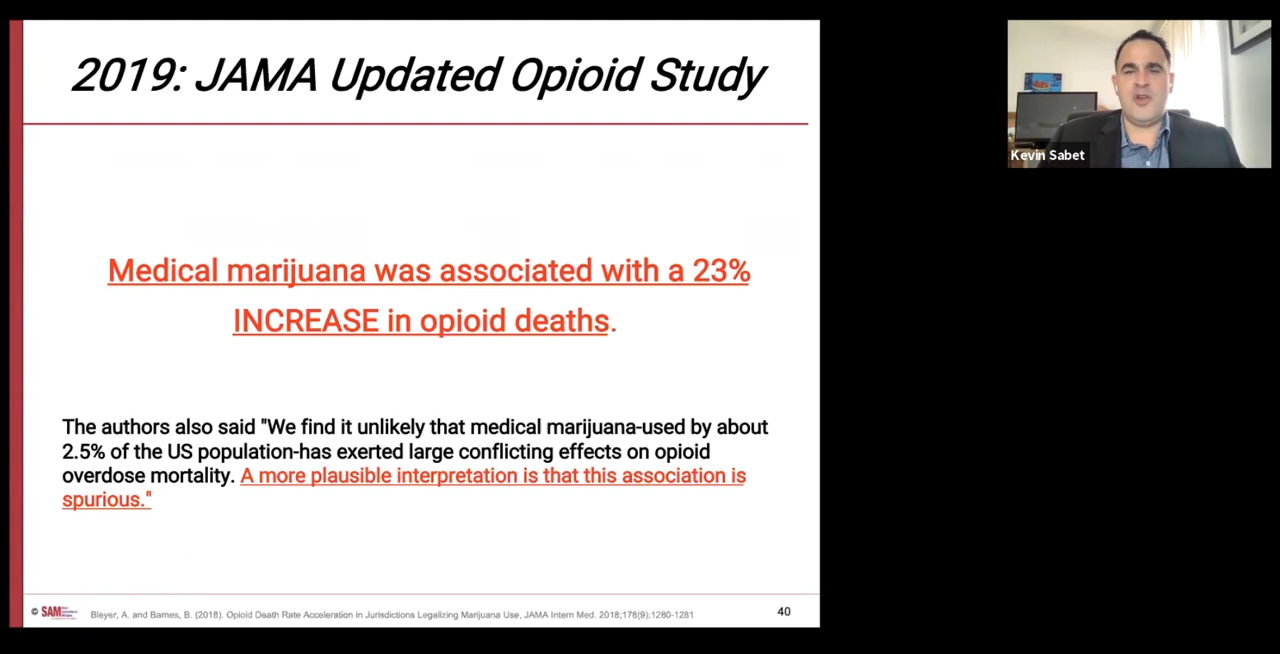 2019: JAMA Updated Opioid Study
Medical marijuana was associated with a 23%
INCREASE in opioid deaths.
The authors also said "We find it unlikely that medical marijuana-used by about
2.5% of the US population-has exerted large conflicting effects on opioid
overdose mortality. A more plausible interpretation is that this association is
spurious."
© SAM
Bleyer, A. and Barnes, B. (2018). Opioid Death Rate Acceleration in Jurisdictions Legalizing Marijuana Use, JAMA Intern Med. 2018;178(9):1280-1281
40
Kevin Sabet